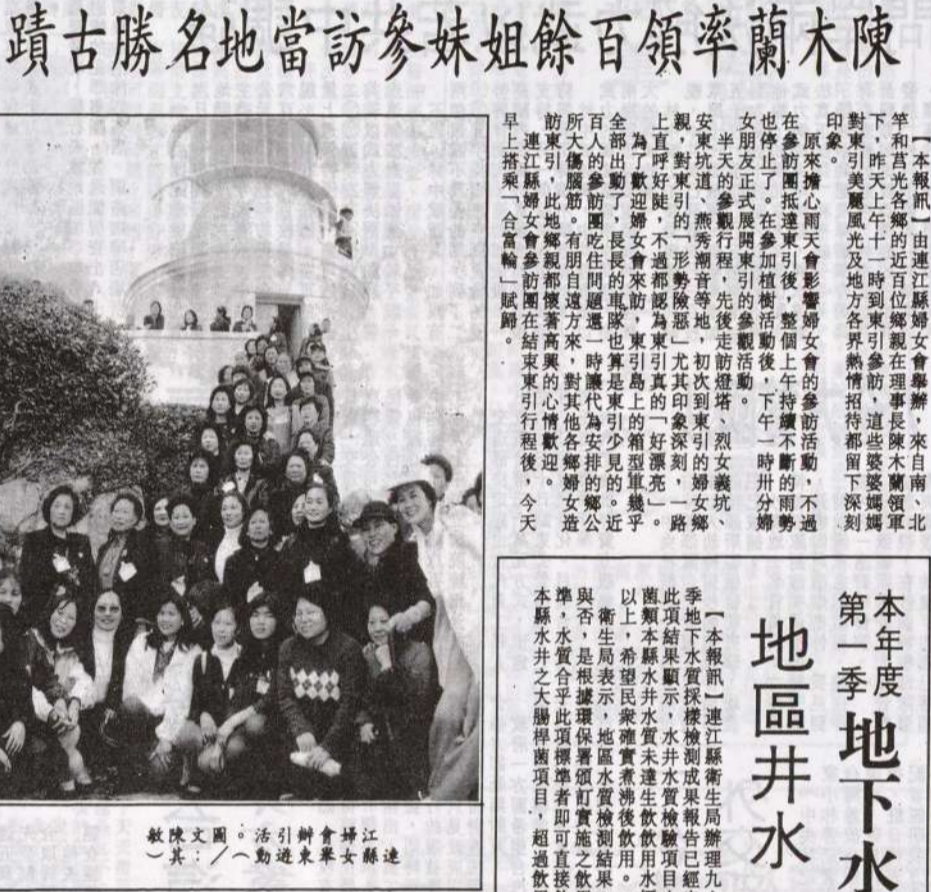 陳木蘭率領百餘姐妹參訪當地名勝古蹟
【本報訊】由連江縣婦女會舉辦，來自南、北
竿和莒光各鄉的近百位鄉親在理事長陳木蘭領軍
下，昨天上午十一時到東引參訪，這些婆婆媽媽
對東引美麗風光及地方各界熱情招待都留下深刻
印象。
原來擔心雨天會影響婦女會的參訪活動，不過
在參訪團抵達東引後，整個上午持續不斷的雨勢
也停止了。在參加植樹活動後，下午一時卅分婦
女朋友正式展開東引的參觀活動。
半天的參觀行程，先後走訪燈塔、烈女義坑、
安東坑道、燕秀潮音等地，初次到東引的婦女鄉
親，對東引的「形勢險惡」尤其印象深刻，一路
上直呼好陡，不過都認為東引真的「好漂亮」。
為了歡迎婦女會來訪，東引島上的箱型車幾乎
全部出動了，長長的車隊也算是東引少見的。近
百人的參訪團吃住問題還一時讓代為安排的鄉公
所大傷腦筋。有朋自遠方來，對其他各鄉婦女造
訪東引，此地鄉親都懷著高興的心情歡迎。
連江縣婦女會參訪團在結束東引行程後，今天
早上搭乘「合富輪」賦歸。
連江縣婦女會舉辦東引遊活動。（圖／文：陳其敏）
本年度
第一季
地下水
地區井水
【本報訊】連江縣衛生局辦理九
季地下水質採樣檢測成果報告已經
此項結果顯示，水井水質檢驗項目
菌類本縣水井水質未達生飲飲用水
以上，希望民衆確實煮沸後飲用。
衛生局表示，地區水質檢測結果
與否，是根據環保署頒訂實施之飲
準，水質合乎此項標準者即可直接
本縣水井之大腸桿菌項目，超過飲